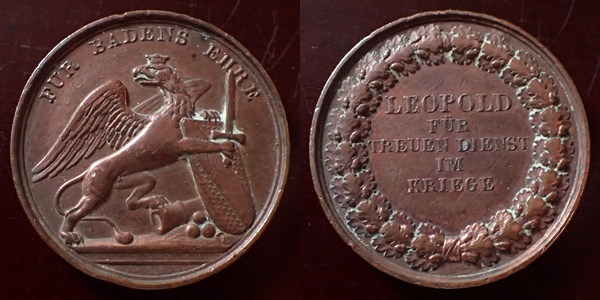 FÜR BADENS EHRE
LEOPOLD
FÜR
TREUEN DIENST
IM
KRIEGE